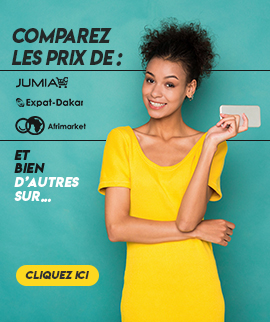 COMPAREZ
LES PRIX DE :
JUMIA
Expat-Dakar
Afrimarket
ET
BIEN
D'AUTRES
SUR...
CLIQUEZ ICI